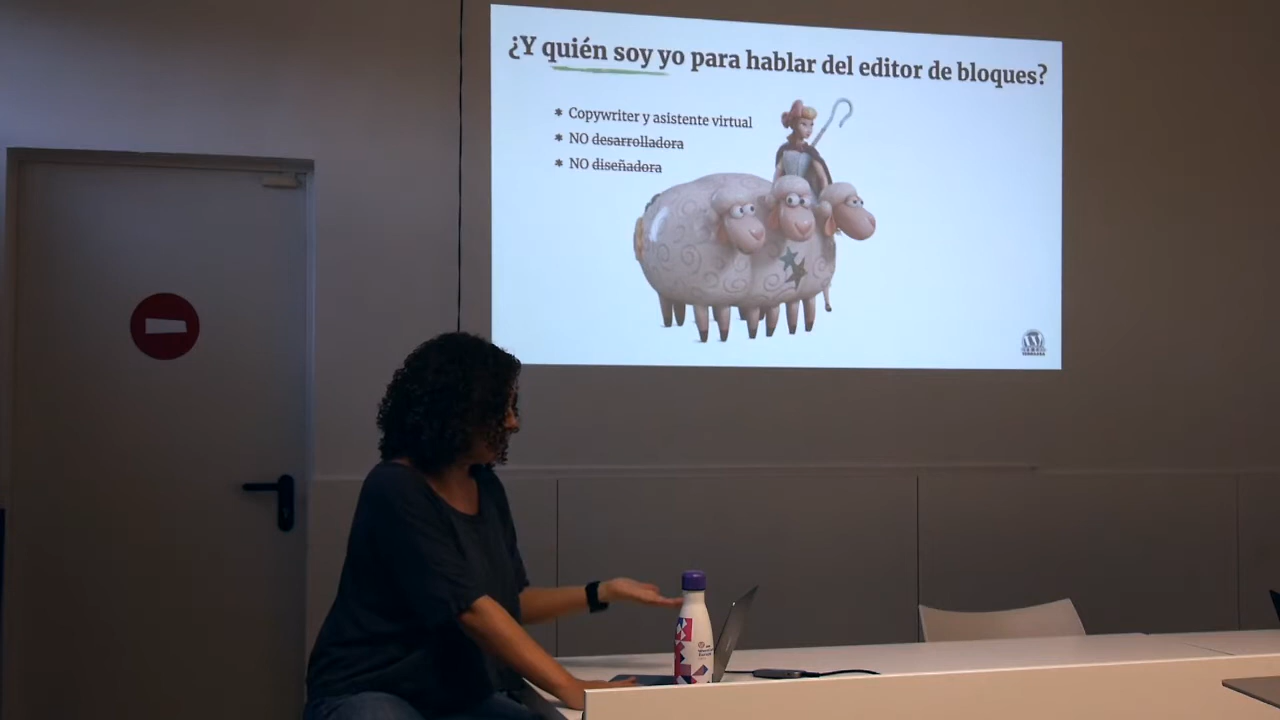 ¿Y quién soy yo para hablar del editor de bloques?
* Copywriter y asistente virtual
* NO desarrolladora
* NO diseñadora